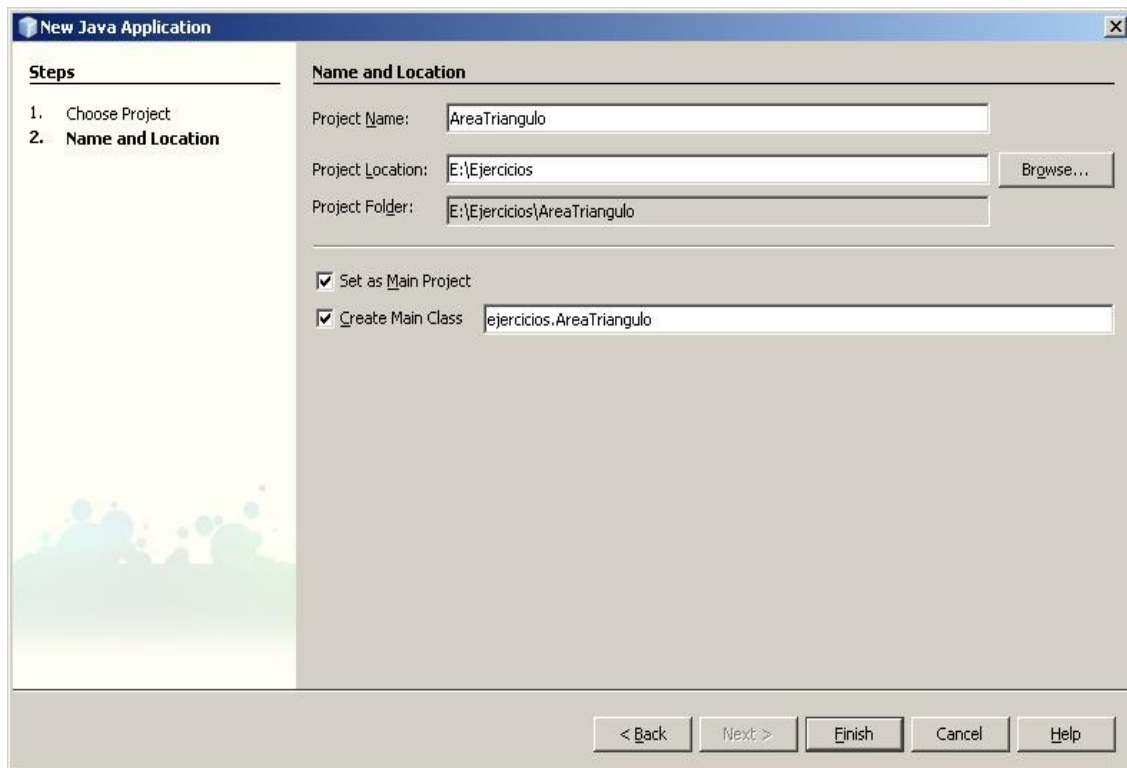 New Java Application
Steps
1. Choose Project
2. Name and Location
Name and Location
Project Name: AreaTriangulo
Project Location: E:\Ejercicios Browse...
Project Folder: E:\Ejercicios\AreaTriangulo
Set as Main Project
Create Main Class ejercicios.AreaTriangulo
< Back Next > Finish Cancel Help